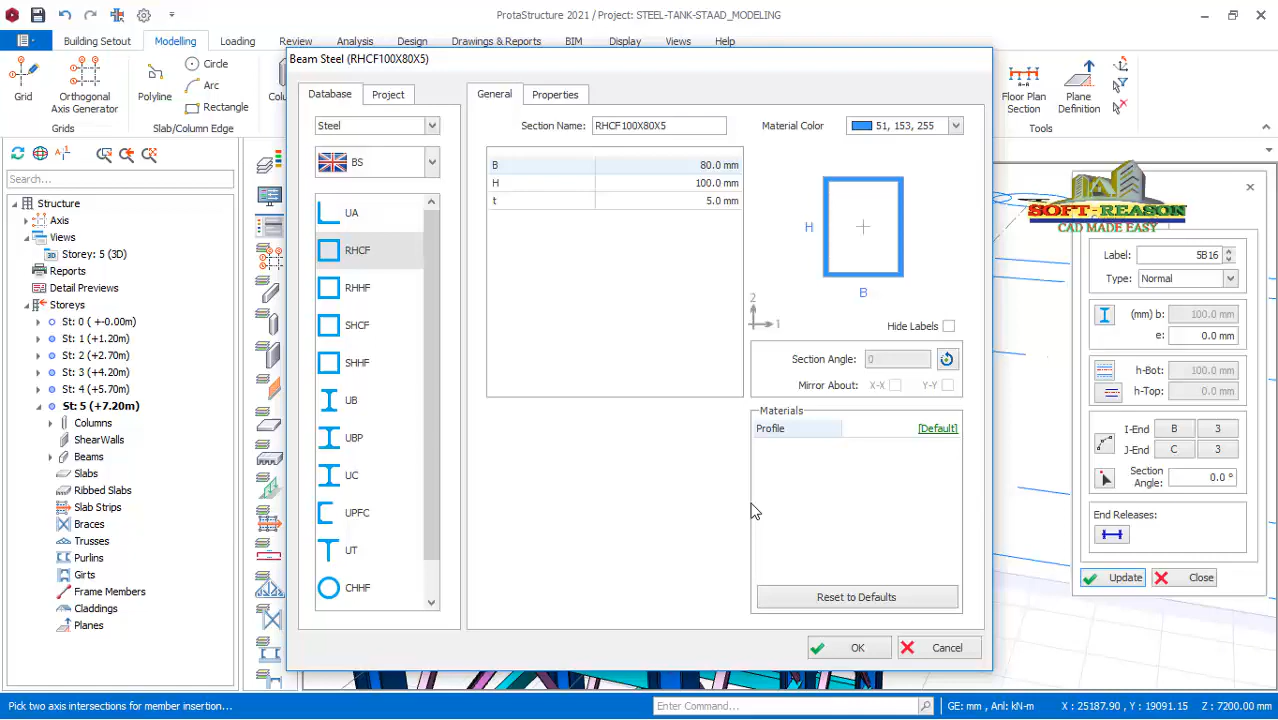 ProtaStructure 2021 / Project: STEEL-TANK-STAAD_MODELING
Building Setout
Modelling
Loading
Review
Analysis
Design
Drawings & Reports
BIM
Display
Views
Help
Grid
Orthogonal
Axis Generator
Grids
Polyline
Circle
Arc
Rectangle
Slab/Column Edge
Floor Plan
Section
Plane
Definition
Tools
Search...
Structure
Axis
Views
Storey: 5 (3D)
Reports
Detail Previews
Storeys
St: 0 ( +-0.00m)
St: 1 (+1.20m)
St: 2 (+2.70m)
St: 3 (+4.20m)
St: 4 (+5.70m)
St: 5 (+7.20m)
Columns
ShearWalls
Beams
Slabs
Ribbed Slabs
Slab Strips
Braces
Trusses
Purlins
Girts
Frame Members
Claddings
Planes
Beam Steel (RHCF100X80X5)
Database
Project
Steel
BS
UA
RHCF
RHHF
SHCF
SHHF
UB
UBP
UC
UPFC
UT
CHHF
General
Properties
Section Name: RHCF100X80X5
Material Color 51, 153, 255
B 80.0 mm
H 100.0 mm
t 5.0 mm
H
B
2
1
Hide Labels
Section Angle: 0
Mirror About: X-X Y-Y
Materials
Profile [Default]
Reset to Defaults
OK
Cancel
SOFT-REASON
CAD MADE EASY
Label: 5B16
Type: Normal
(mm) b: 100.0 mm
e: 0.0 mm
h-Bot: 100.0 mm
h-Top: 0.0 mm
I-End B 3
J-End C 3
Section
Angle: 0.0 °
End Releases:
Update
Close
Pick two axis intersections for member insertion...
Enter Command...
GE: mm, Anl: kN-m
X : 25187.90 , Y : 19091.15
Z : 7200.00 mm